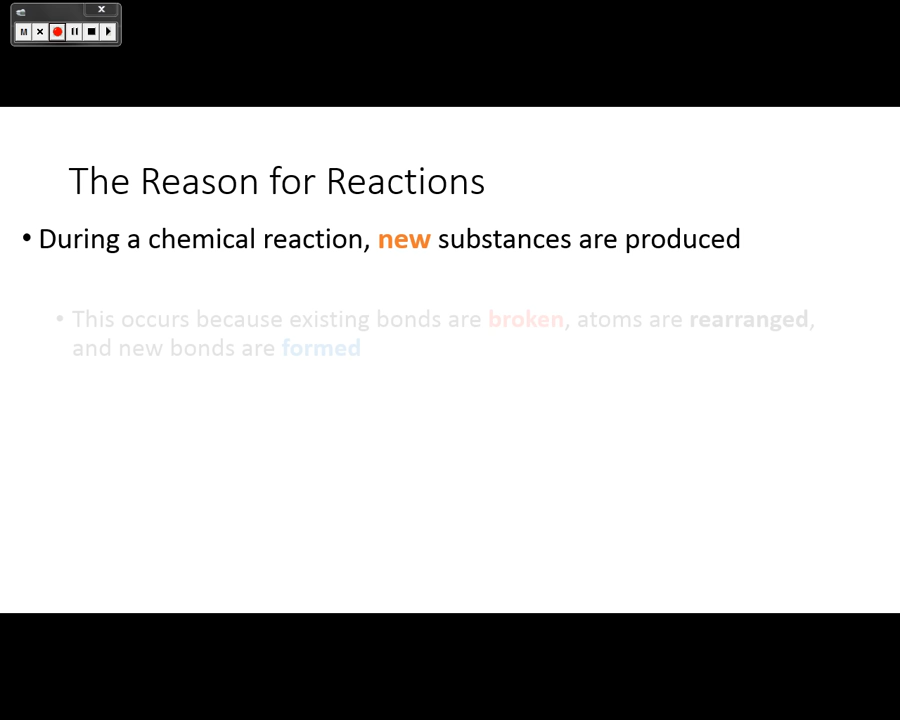 M
The Reason for Reactions
• During a chemical reaction, new substances are produced
• This occurs because existing bonds are broken, atoms are rearranged,
and new bonds are formed